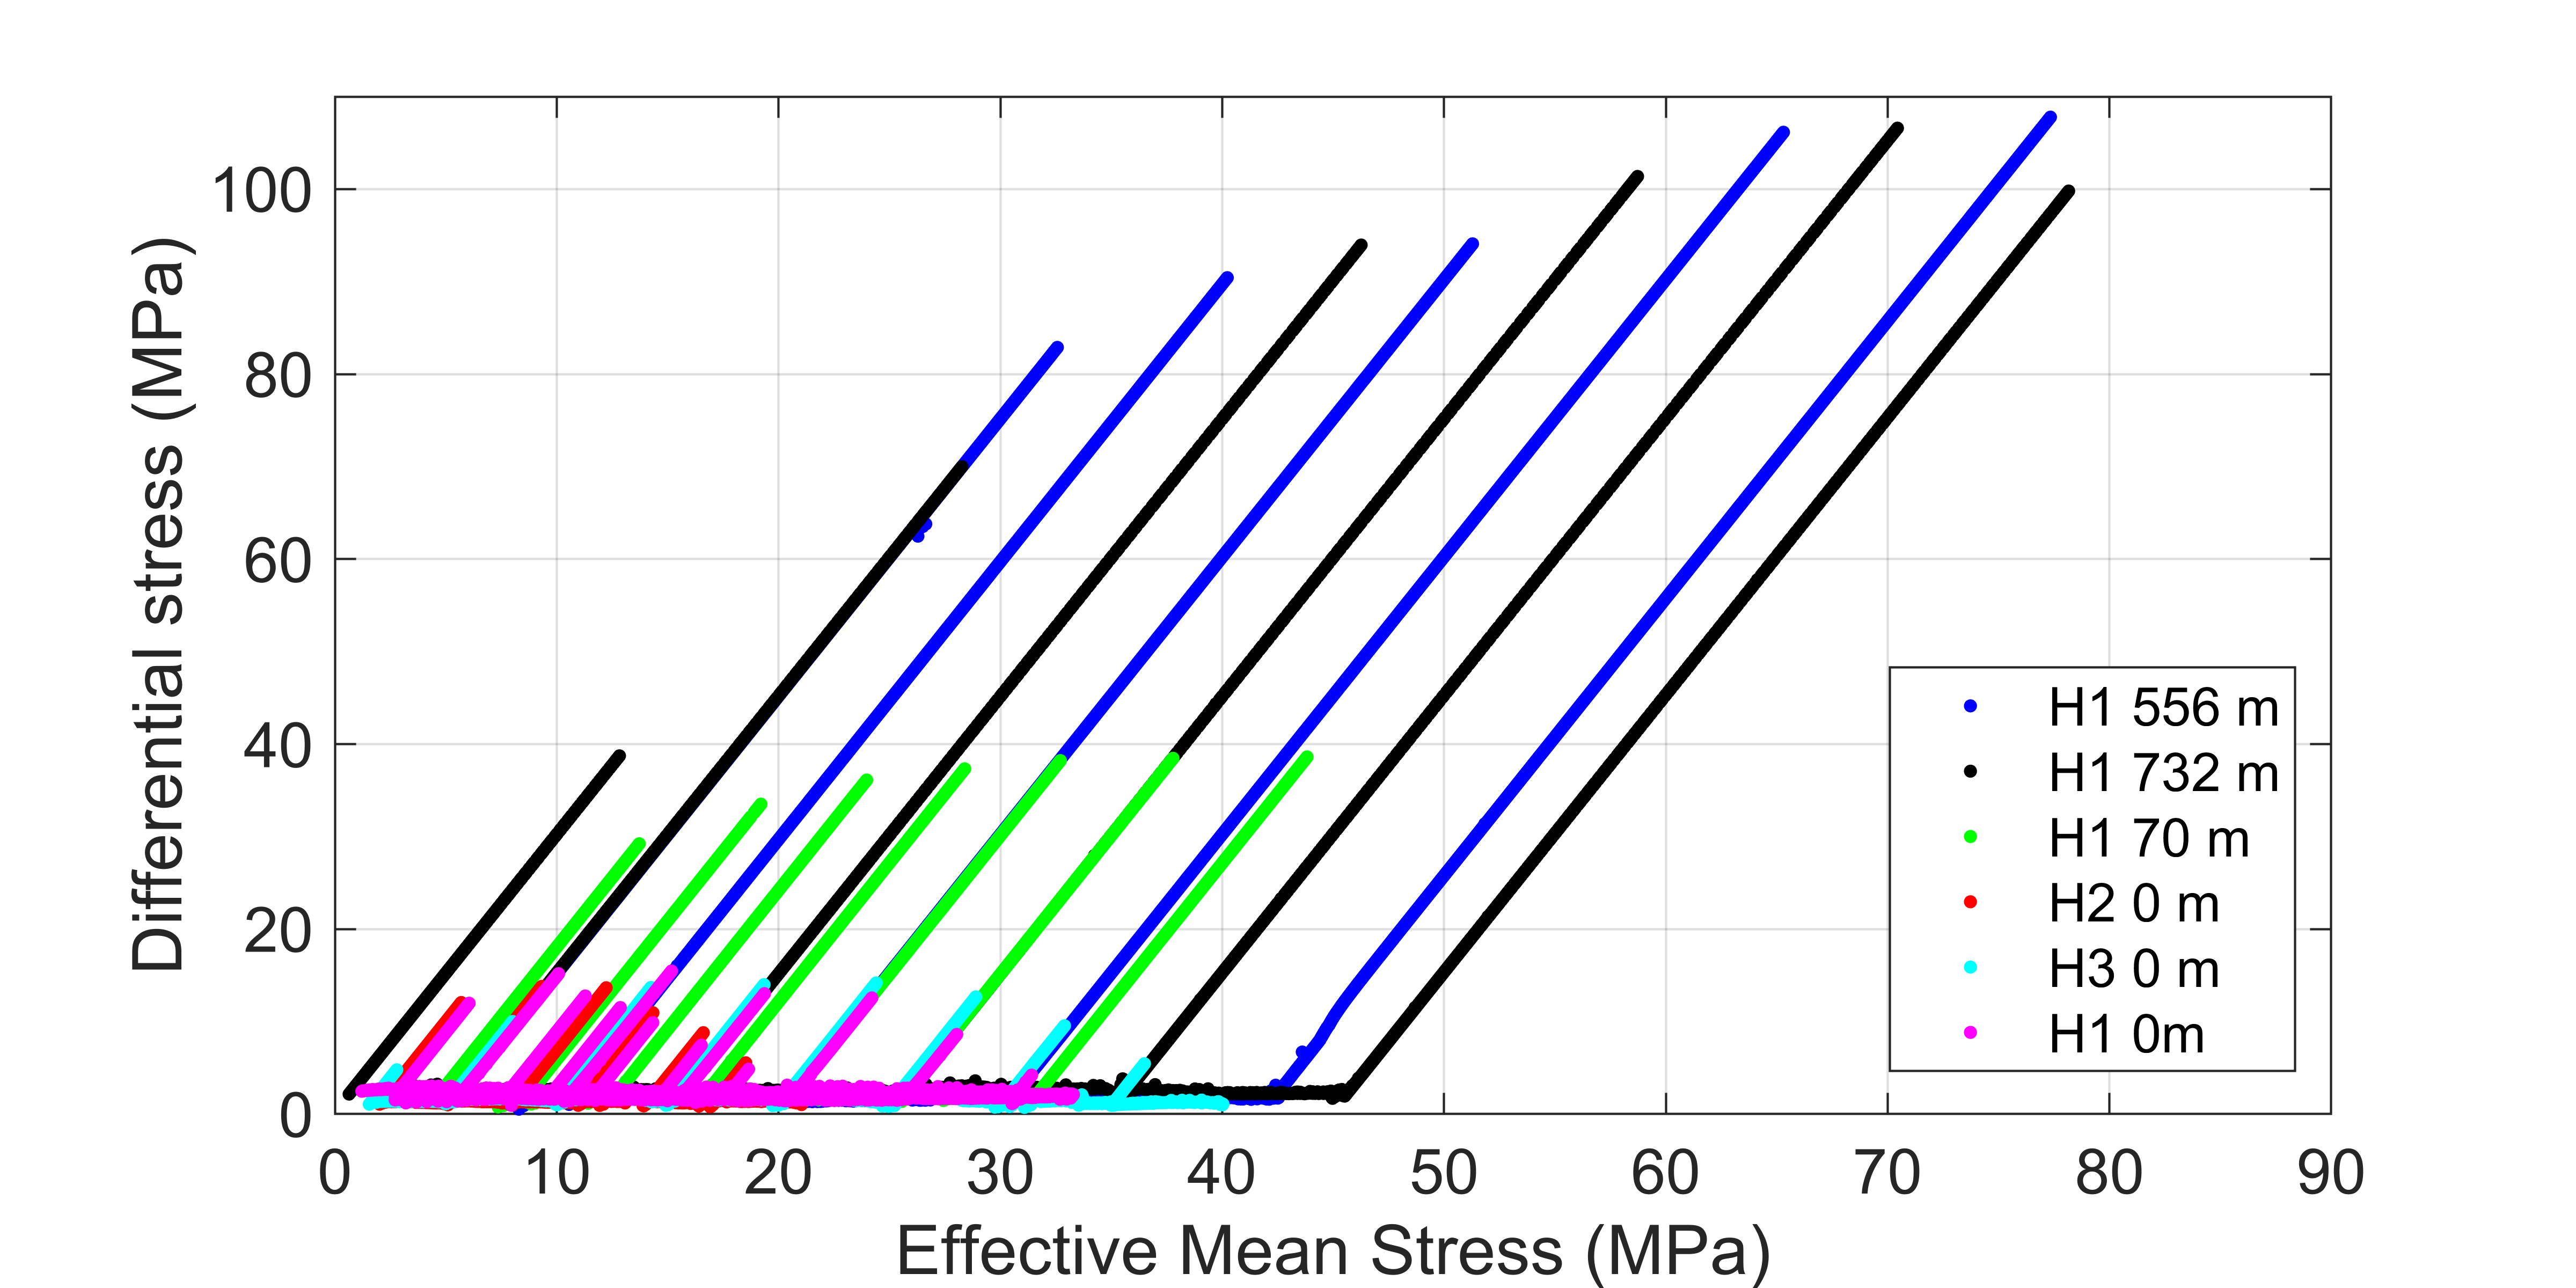 Differential stress (MPa)
100
80
60
40
20
0
0 10 20 30 40 50 60 70 80 90
Effective Mean Stress (MPa)
H1 556 m
H1 732 m
H1 70 m
H2 0 m
H3 0 m
H1 0m